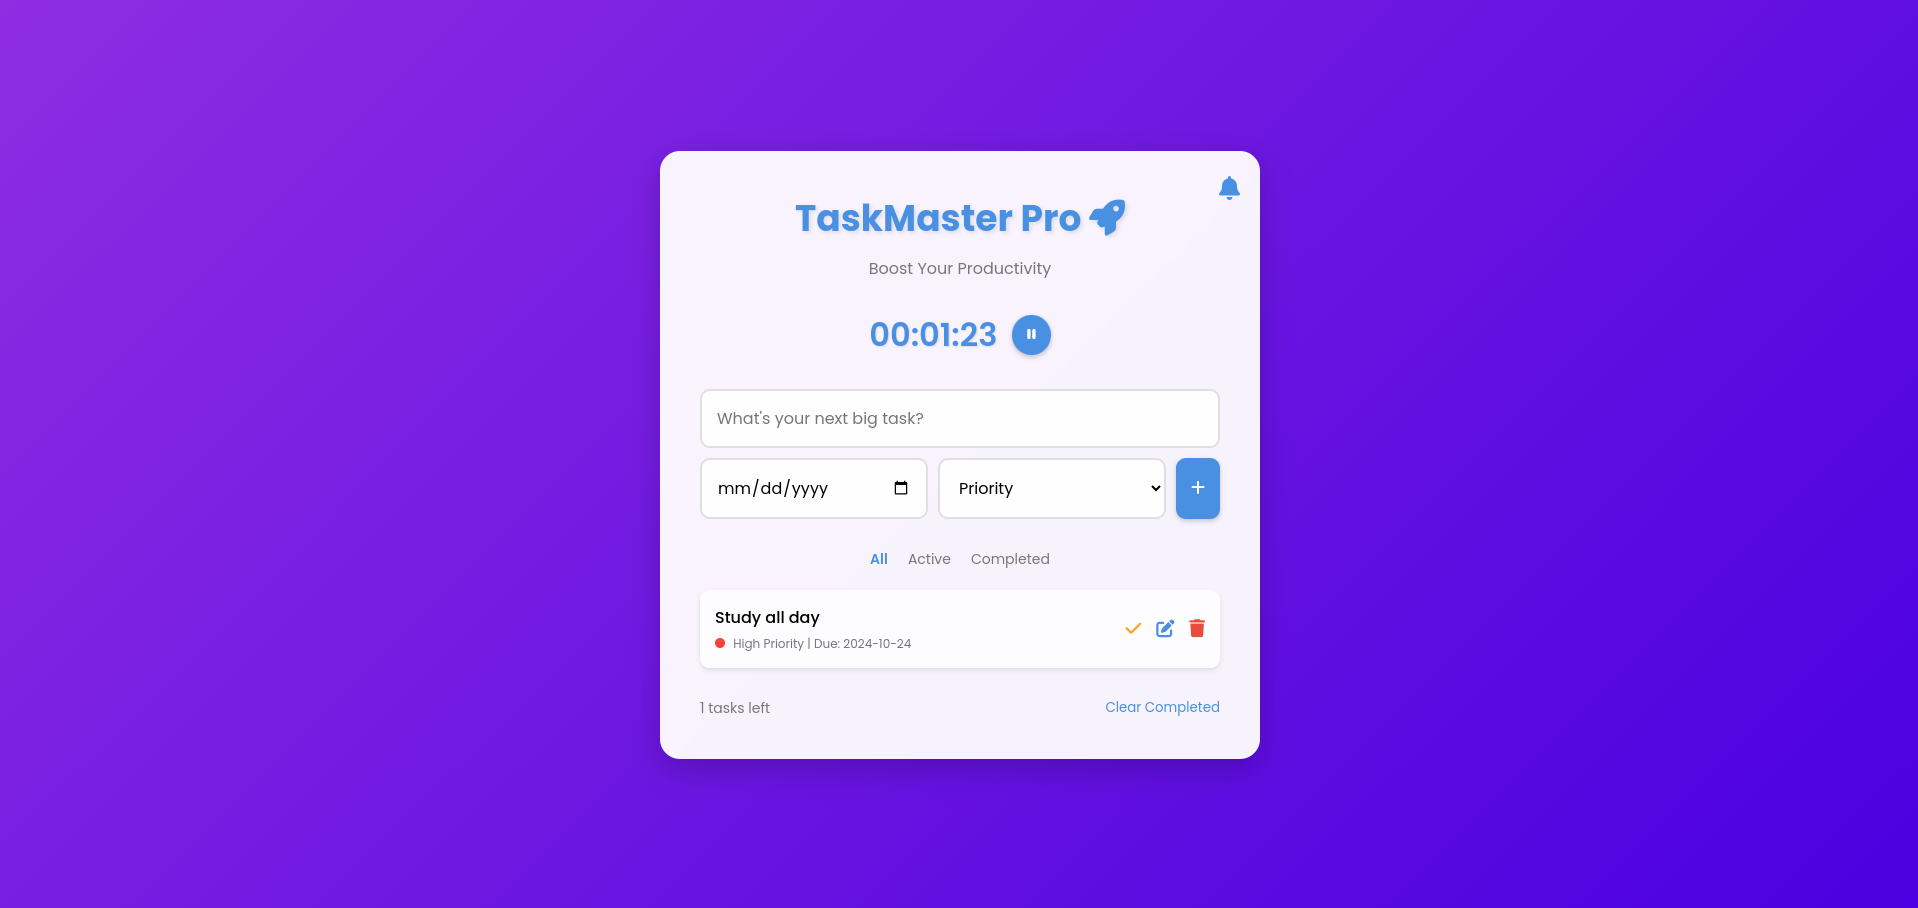 TaskMaster Pro
Boost Your Productivity
00:01:23
What's your next big task?
mm/dd/yyyy Priority +
All Active Completed
Study all day
High Priority | Due: 2024-10-24
1 tasks left Clear Completed